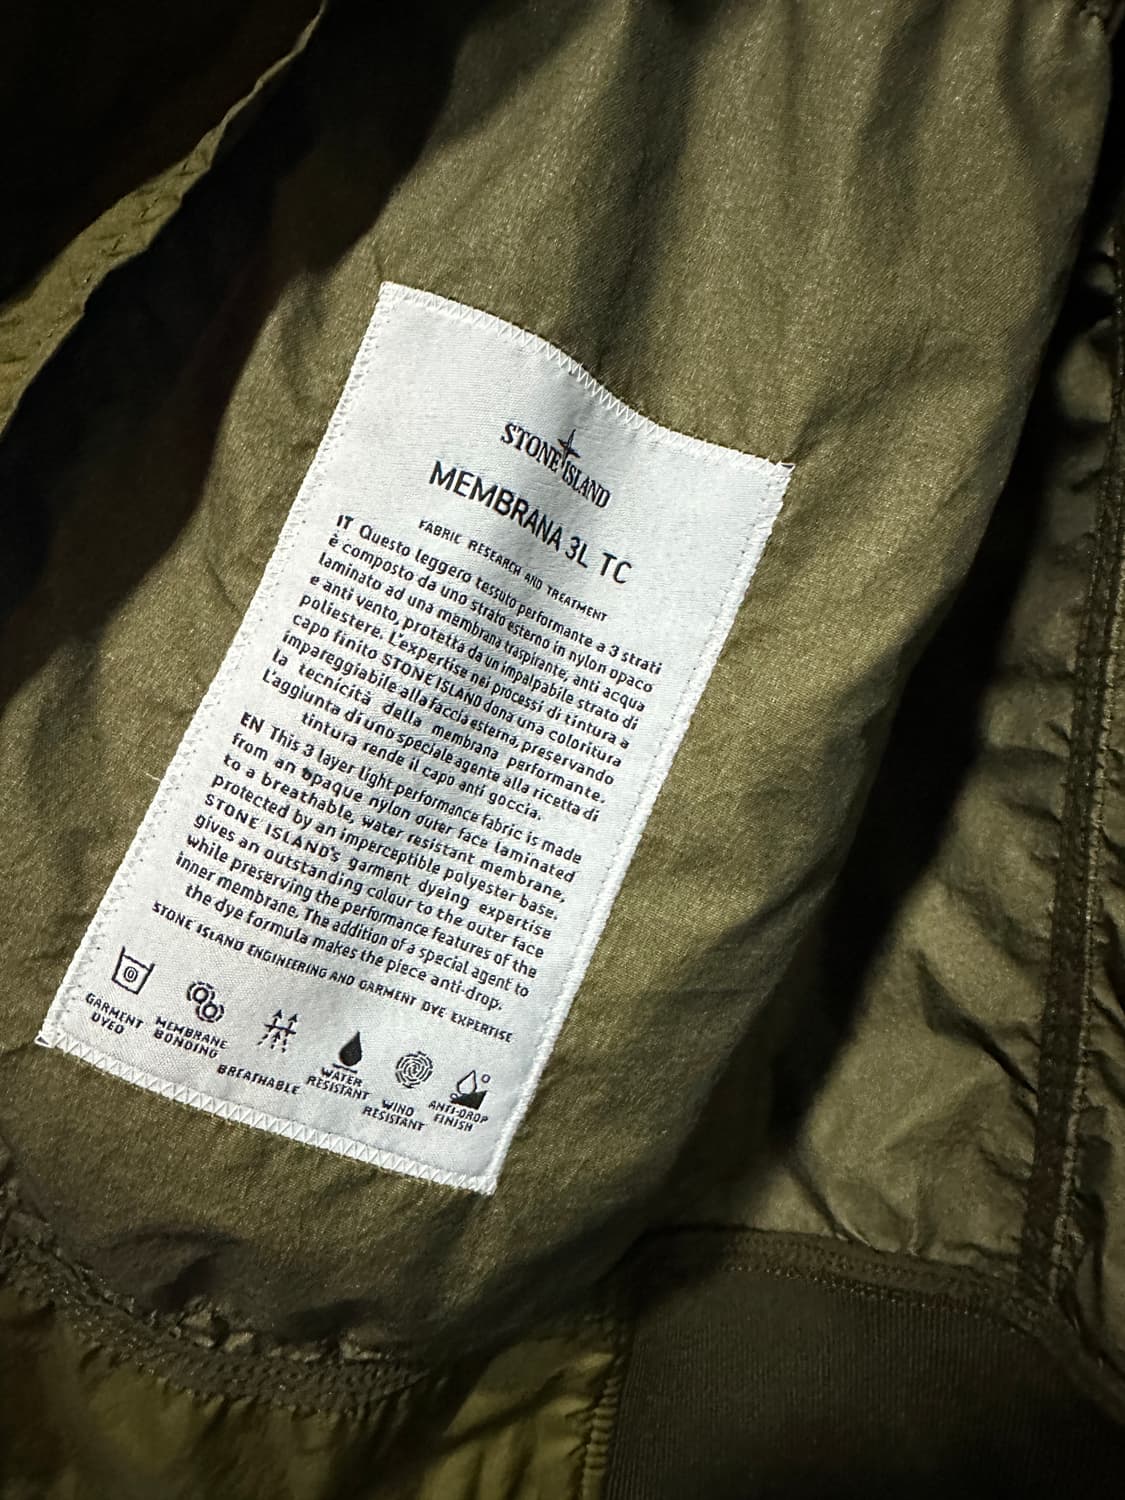 STONE ISLAND
MEMBRANA 3L TC
FABRIC RESEARCH AND TREATMENT
IT Questo leggero tessuto performante a 3 strati
è composto da uno strato esterno in nylon opaco
laminato ad una membrana traspirante, anti acqua
e anti vento, protetta da un impalpabile strato di
poliestere. L'expertise nei processi di tintura a
capo finito STONE ISLAND dona una coloritura
impareggiabile alla faccia esterna, preservando
la tecnicità della membrana performante.
L'aggiunta di uno speciale agente alla ricetta di
tintura rende il capo anti goccia.
EN This 3 layer light performance fabric is made
from an opaque nylon outer face laminated
to a breathable, water resistant membrane,
protected by an imperceptible polyester base.
STONE ISLAND'S garment dyeing expertise
gives an outstanding colour to the outer face
while preserving the performance features of the
inner membrane. The addition of a special agent to
the dye formula makes the piece anti-drop.
STONE ISLAND ENGINEERING AND GARMENT DYE EXPERTISE
GARMENT
DYED
MEMBRANE
BONDING
BREATHABLE
WATER
RESISTANT
WIND
RESISTANT
ANTI-DROP
FINISH